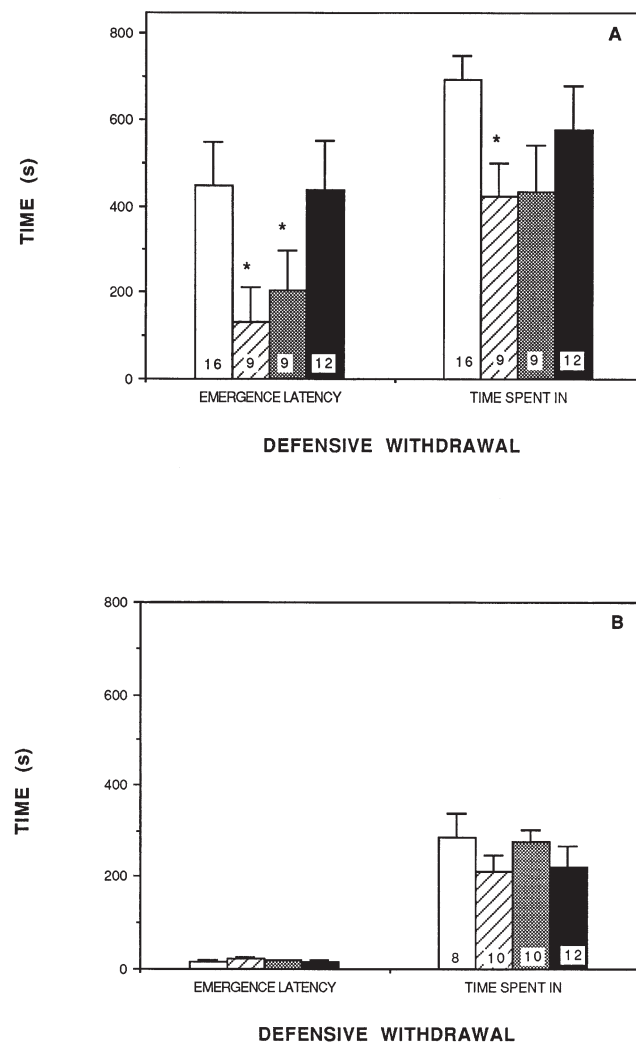 A
800
600
400
200
0
TIME (s)
*
*
*
16 9 9 12 16 9 9 12
EMERGENCE LATENCY TIME SPENT IN
DEFENSIVE WITHDRAWAL
B
800
600
400
200
0
TIME (s)
8 10 10 12
EMERGENCE LATENCY TIME SPENT IN
DEFENSIVE WITHDRAWAL